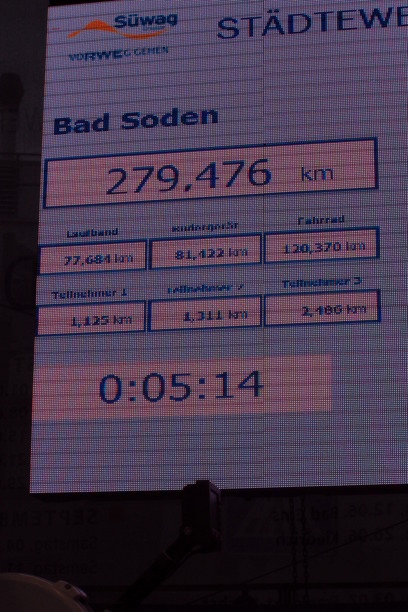 Süwag
VORWEG GEHEN
STÄDTEWE
Bad Soden
279,476 km
Laufband Rudergerät Fahrrad
77,684 km 81,422 km 120,370 km
Teilnehmer 1 Teilnehmer 2 Teilnehmer 3
1,125 km 1,311 km 2,486 km
0:05:14